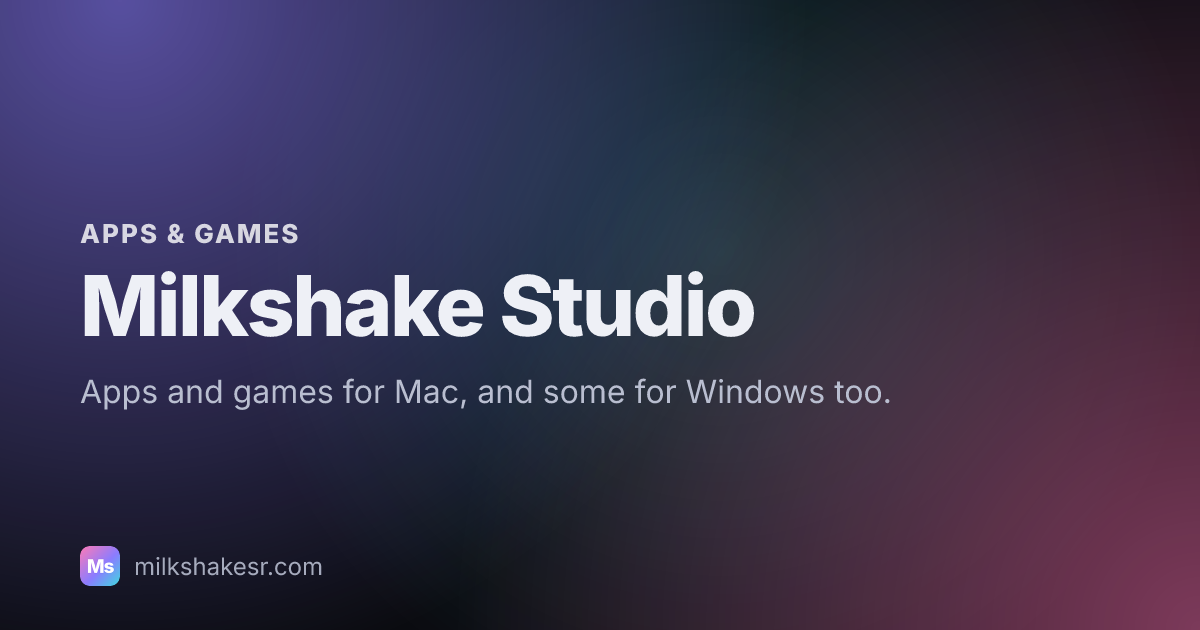 APPS & GAMES
Milkshake Studio
Apps and games for Mac, and some for Windows too.
Ms milkshakesr.com